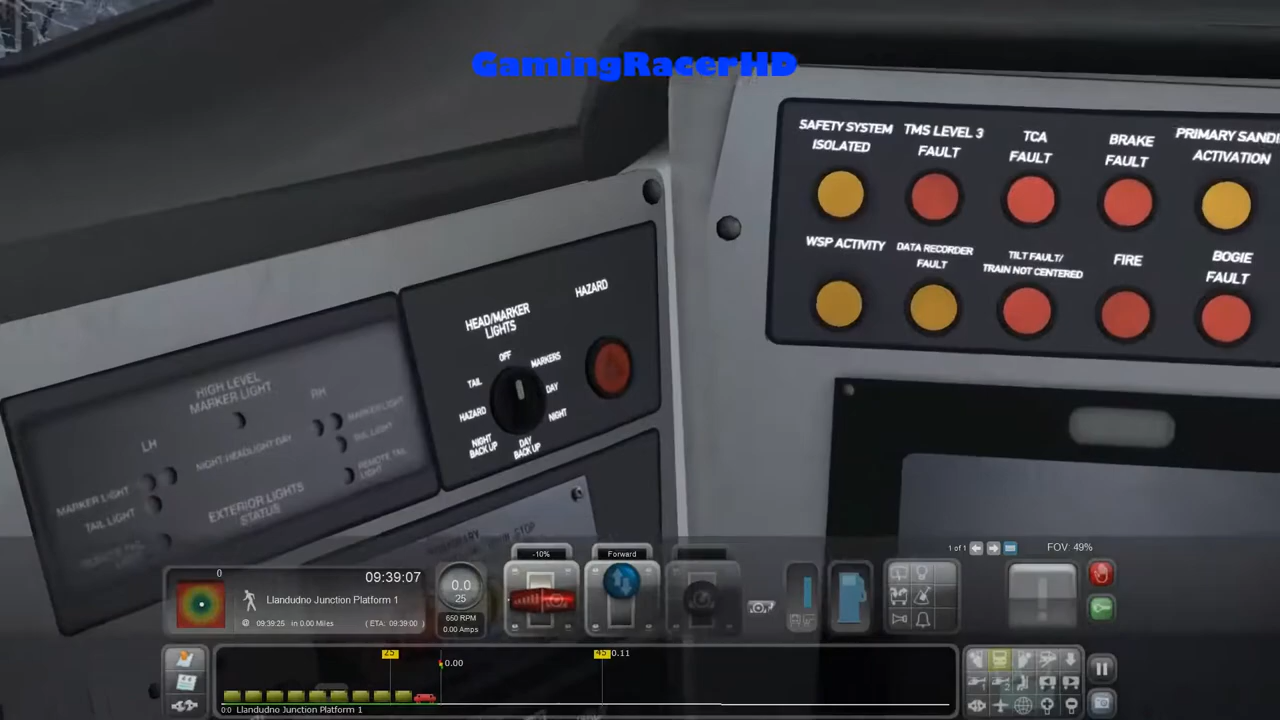 GamingRacerHD
SAFETY SYSTEM
ISOLATED
TMS LEVEL 3
FAULT
TCA
FAULT
BRAKE
FAULT
PRIMARY SANDI
ACTIVATION
WSP ACTIVITY
DATA RECORDER
FAULT
TILT FAULT/
TRAIN NOT CENTERED
FIRE
BOGIE
FAULT
HAZARD
HEAD/MARKER
LIGHTS
OFF
MARKERS
TAIL
DAY
HAZARD
NIGHT
NIGHT
BACK UP
DAY
BACK UP
HIGH LEVEL
MARKER LIGHT
RH
LH
MARKER LIGHT
NIGHT HEADLIGHT DAY
TAIL LIGHT
MARKER LIGHT
REMOTE TAIL
LIGHT
TAIL LIGHT
EXTERIOR LIGHTS
STATUS
STOP
-10%
Forward
1 of 1
FOV: 49%
0
09:39:07
Llandudno Junction Platform 1
09:39:25 in 0.00 Miles
( ETA: 09:39:00 )
0.0
25
650 RPM
0.00 Amps
25
0.00
45
0.11
0:0 Llandudno Junction Platform 1